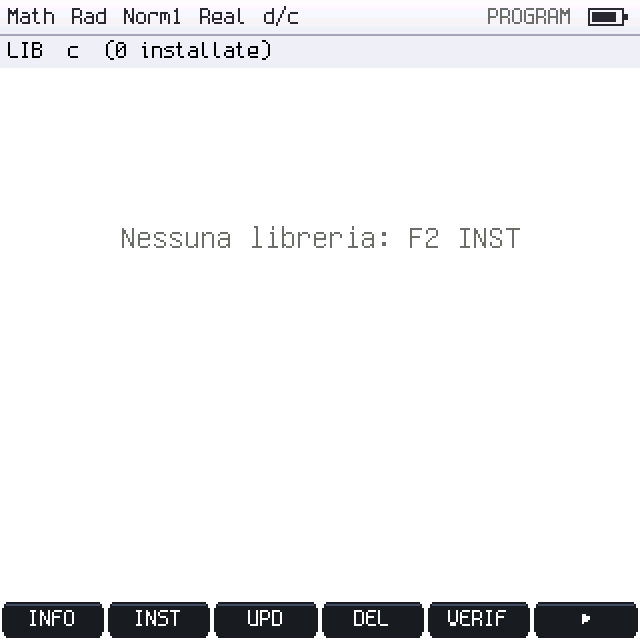 Math Rad Norm1 Real d/c PROGRAM
LIB c (0 installate)
Nessuna libreria: F2 INST
INFO INST UPD DEL VERIF